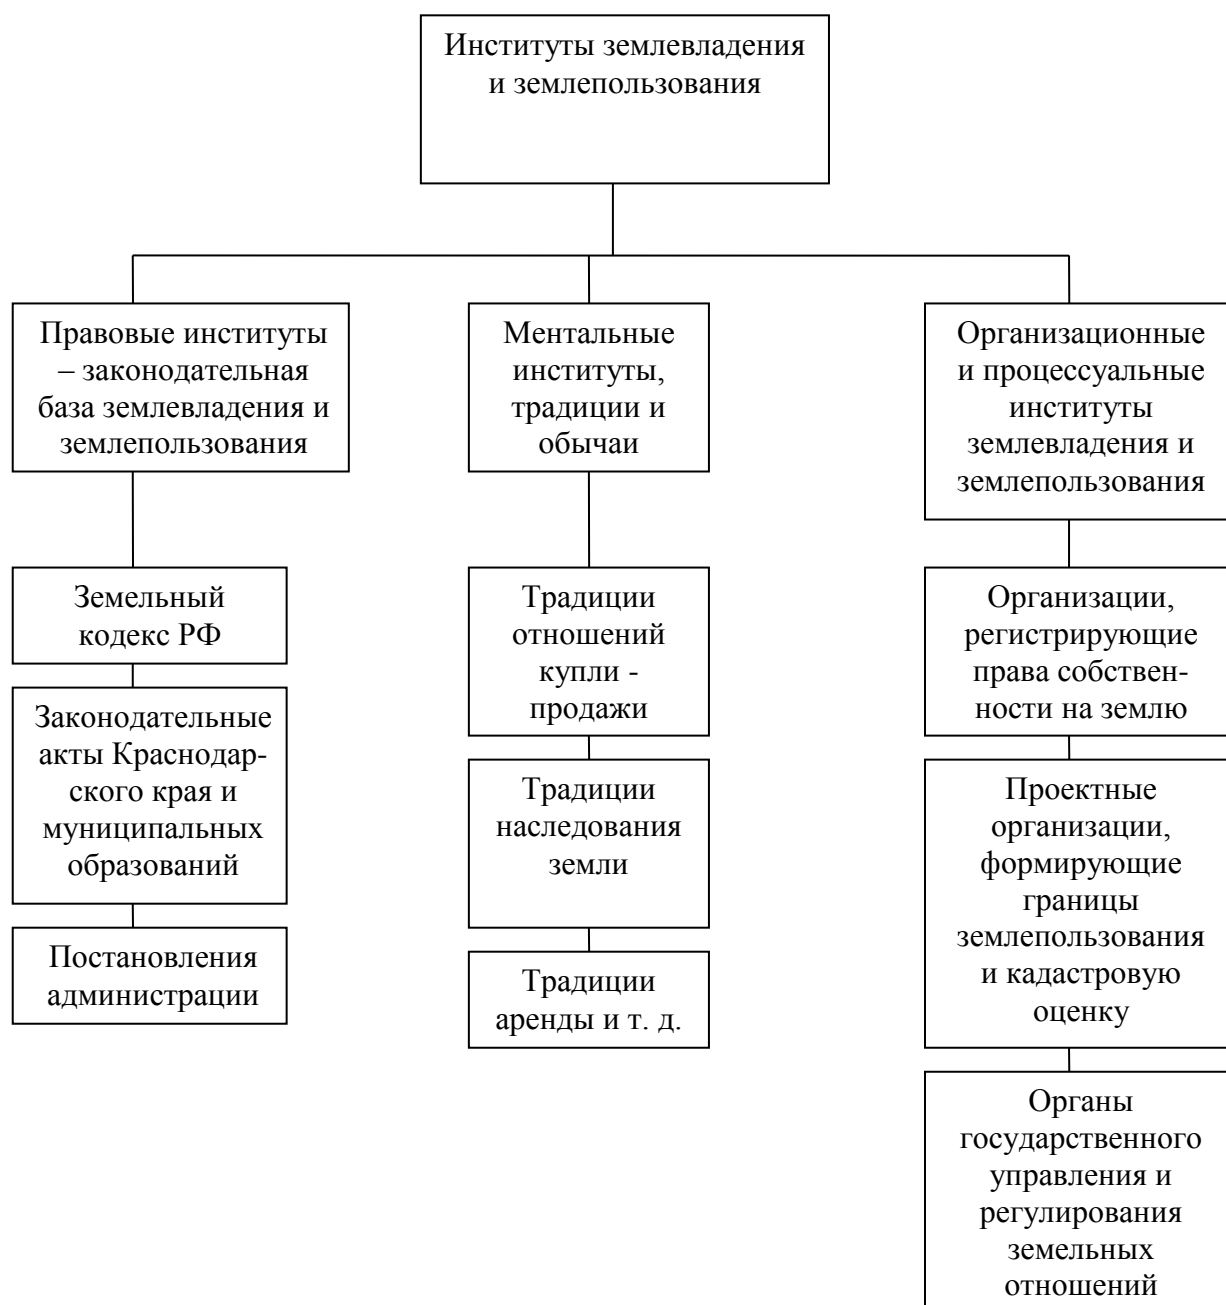 Институты землевладения
и землепользования
Правовые институты
– законодательная
база землевладения и
землепользования
Ментальные
институты,
традиции и
обычаи
Организационные
и процессуальные
институты
землевладения и
землепользования
Земельный
кодекс РФ
Законодательные
акты Краснодар-
ского края и
муниципальных
образований
Постановления
администрации
Традиции
отношений
купли -
продажи
Традиции
наследования
земли
Традиции
аренды и т. д.
Организации,
регистрирующие
права собствен-
ности на землю
Проектные
организации,
формирующие
границы
землепользования
и кадастровую
оценку
Органы
государственного
управления и
регулирования
земельных
отношений